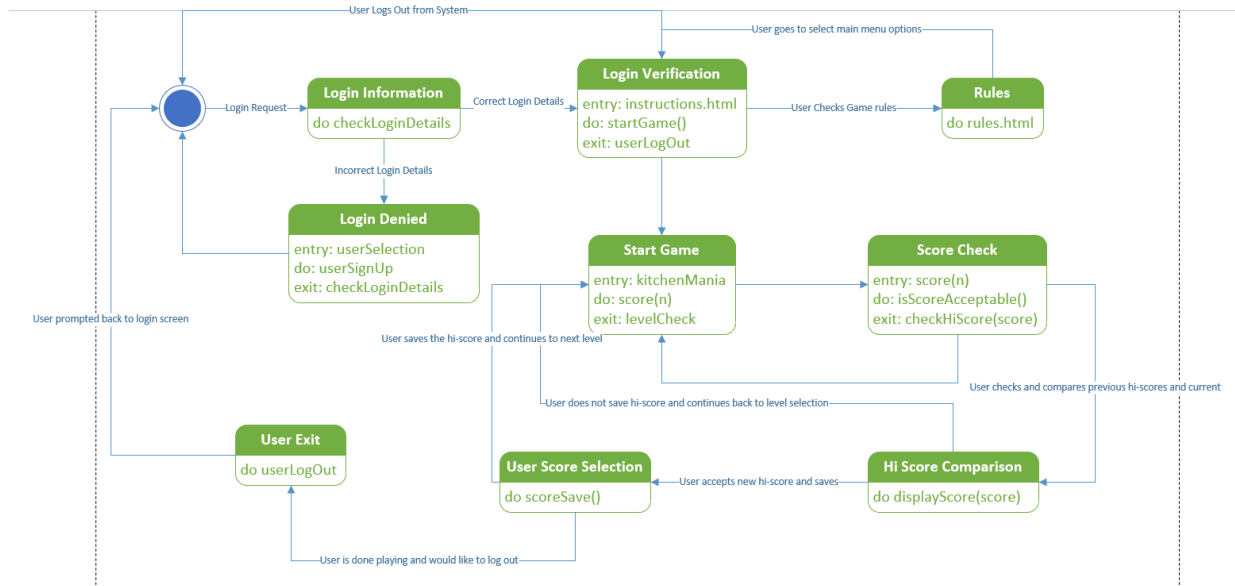 User Logs Out from System
User goes to select main menu options
Login Verification
entry: instructions.html
do: startGame()
exit: userLogOut
Login Information
do checkLoginDetails
Rules
do rules.html
Login Request
Correct Login Details
User Checks Game rules
Incorrect Login Details
Login Denied
entry: userSelection
do: userSignUp
exit: checkLoginDetails
Start Game
entry: kitchenMania
do: score(n)
exit: levelCheck
Score Check
entry: score(n)
do: isScoreAcceptable()
exit: checkHiScore(score)
User prompted back to login screen
User saves the hi-score and continues to next level
User checks and compares previous hi-scores and current
User does not save hi-score and continues back to level selection
User Exit
do userLogOut
User Score Selection
do scoreSave()
Hi Score Comparison
do displayScore(score)
User accepts new hi-score and saves
User is done playing and would like to log out